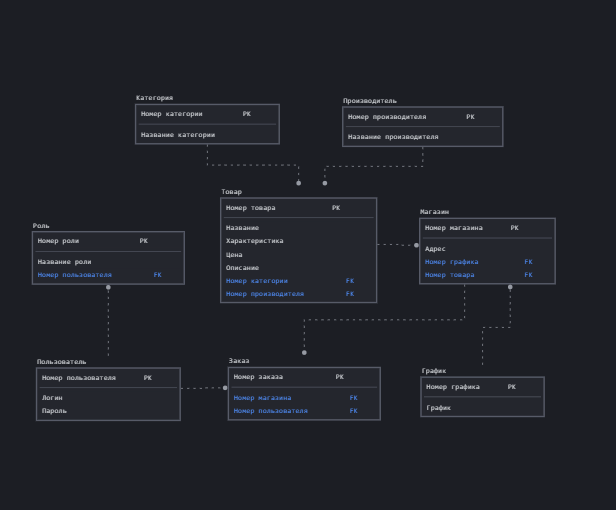 Категория
Номер категории PK
Название категории
Производитель
Номер производителя PK
Название производителя
Товар
Номер товара PK
Название
Характеристика
Цена
Описание
Номер категории FK
Номер производителя FK
Магазин
Номер магазина PK
Адрес
Номер графика FK
Номер товара FK
Роль
Номер роли PK
Название роли
Номер пользователя FK
Пользователь
Номер пользователя PK
Логин
Пароль
Заказ
Номер заказа PK
Номер магазина FK
Номер пользователя FK
График
Номер графика PK
График